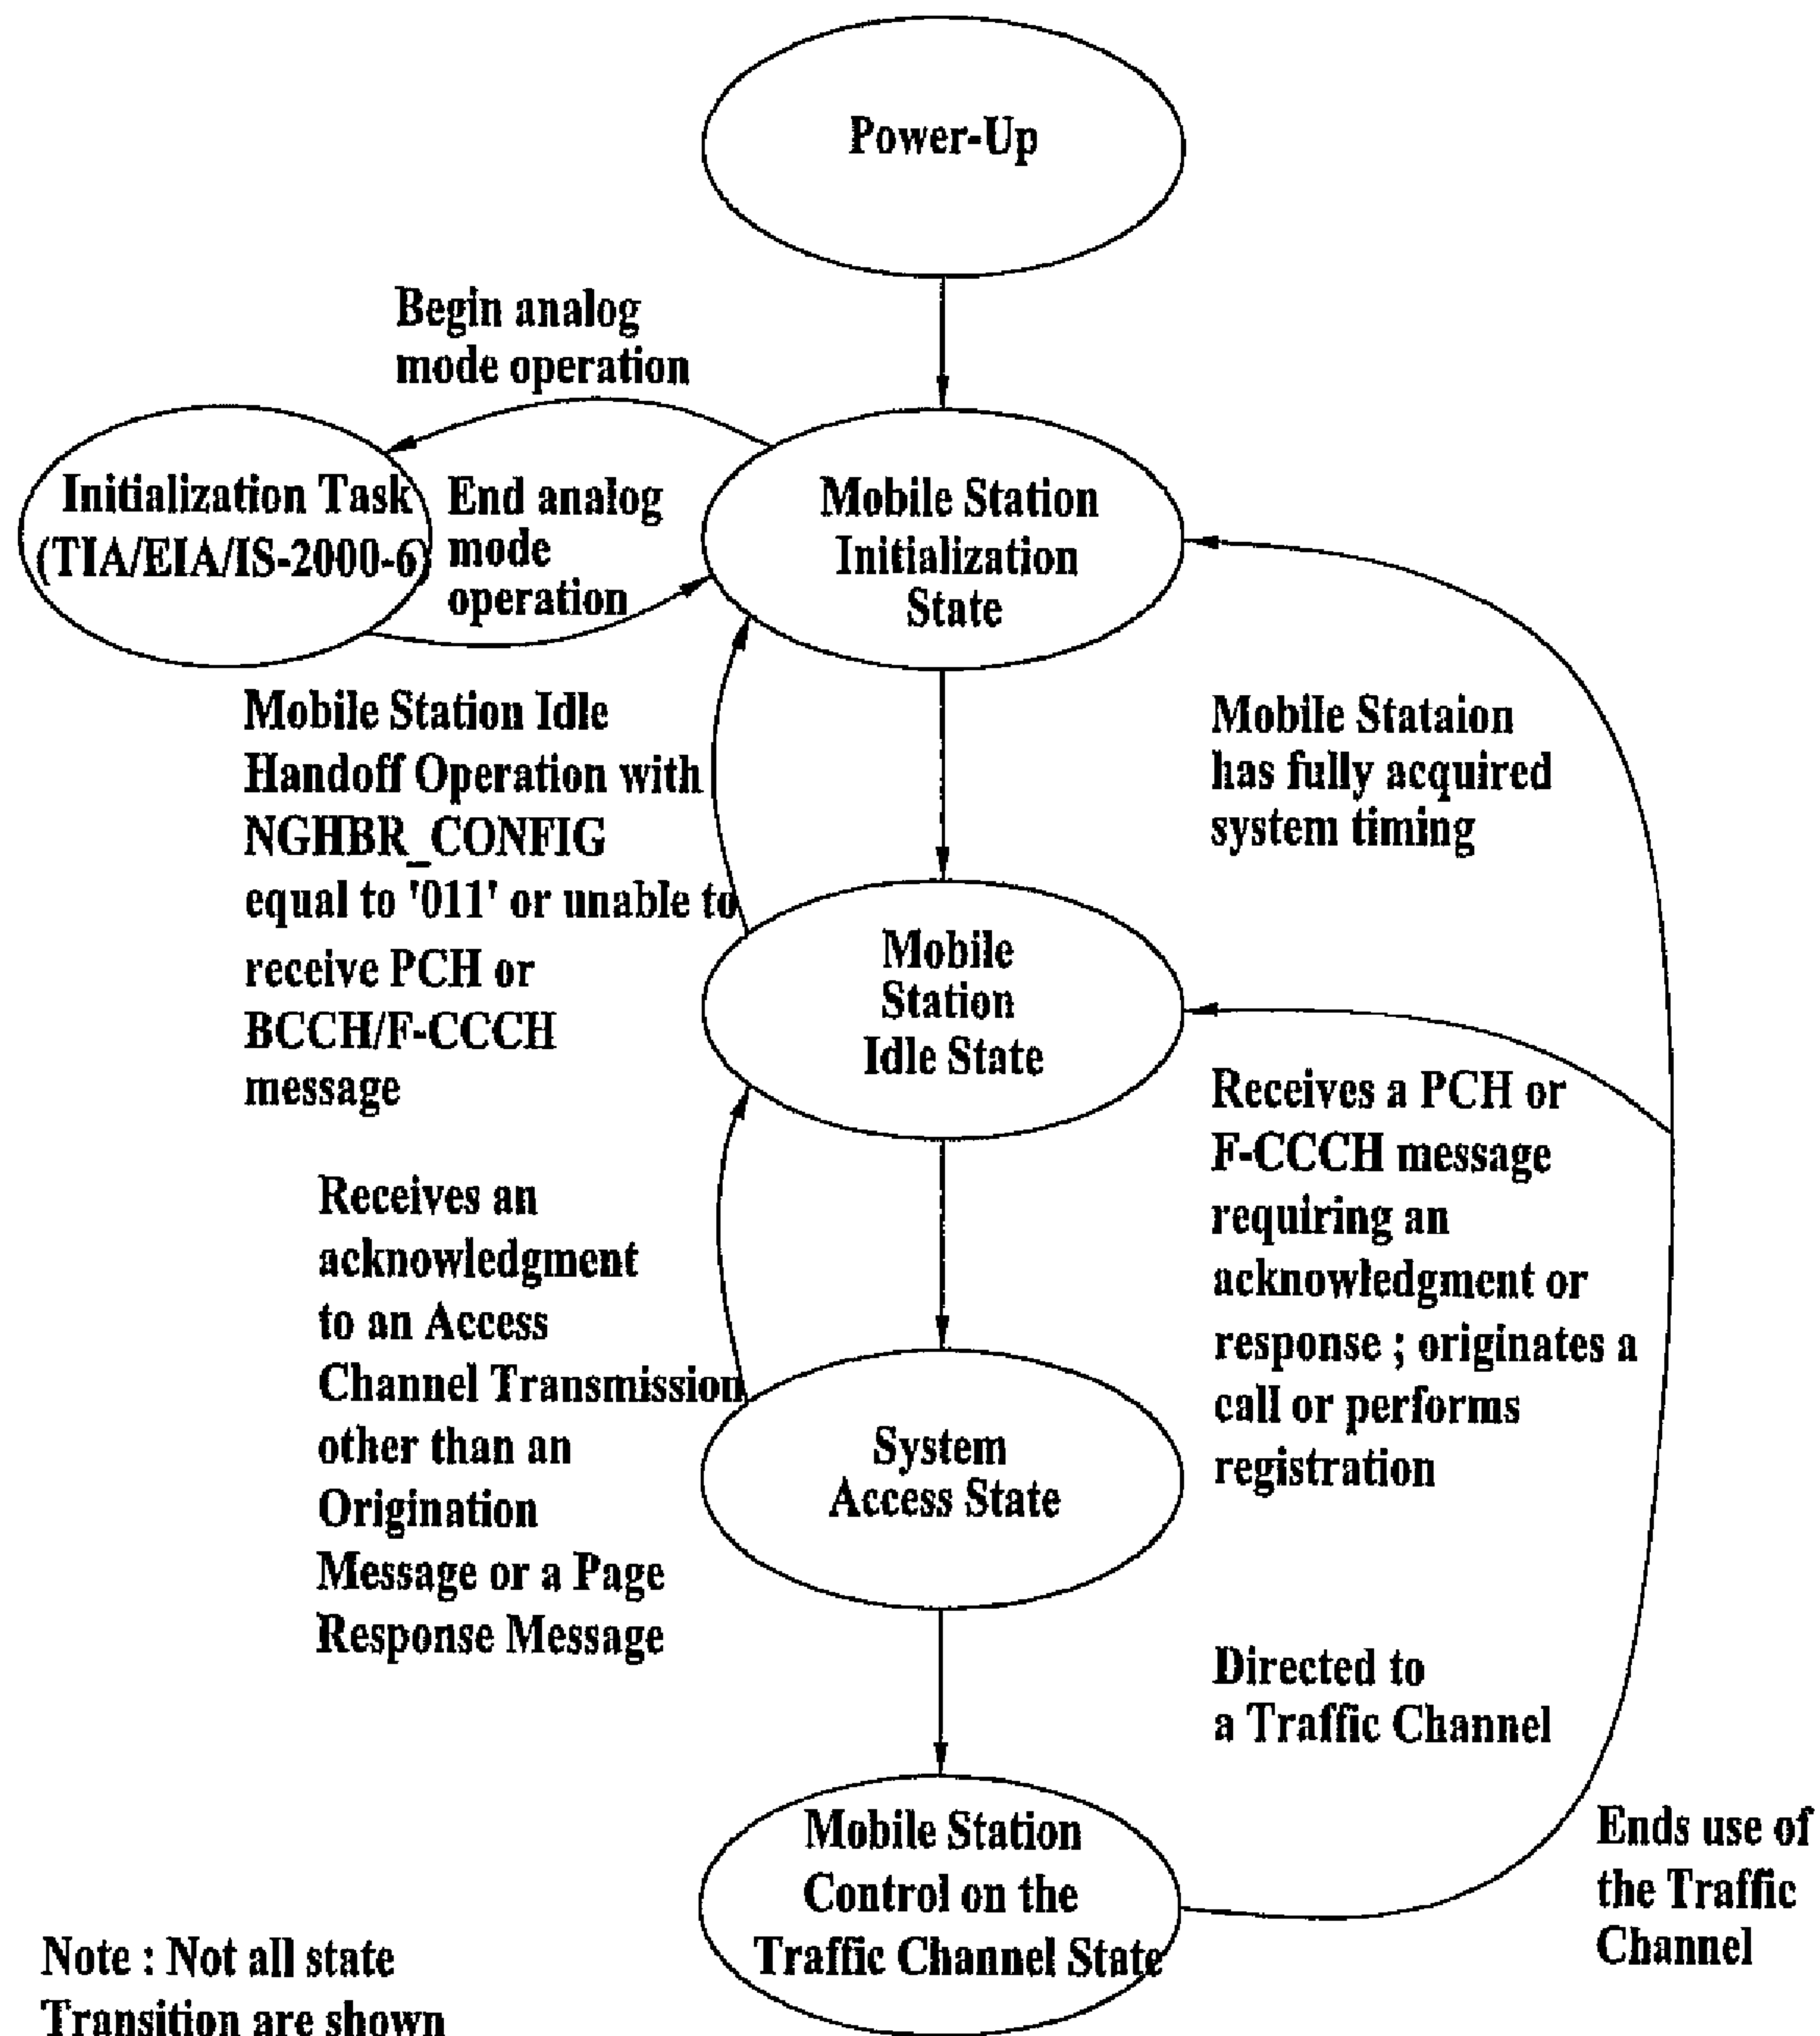 Power-Up
Begin analog
mode operation
Initialization Task
(TIA/EIA/IS-2000-6)
End analog
mode
operation
Mobile Station
Initialization
State
Mobile Station Idle
Handoff Operation with
NGHBR_CONFIG
equal to '011' or unable to
receive PCH or
BCCH/F-CCCH
message
Mobile Stataion
has fully acquired
system timing
Mobile
Station
Idle State
Receives an
acknowledgment
to an Access
Channel Transmission
other than an
Origination
Message or a Page
Response Message
Receives a PCH or
F-CCCH message
requiring an
acknowledgment or
response ; originates a
call or performs
registration
System
Access State
Directed to
a Traffic Channel
Mobile Station
Control on the
Traffic Channel State
Ends use of
the Traffic
Channel
Note : Not all state
Transition are shown